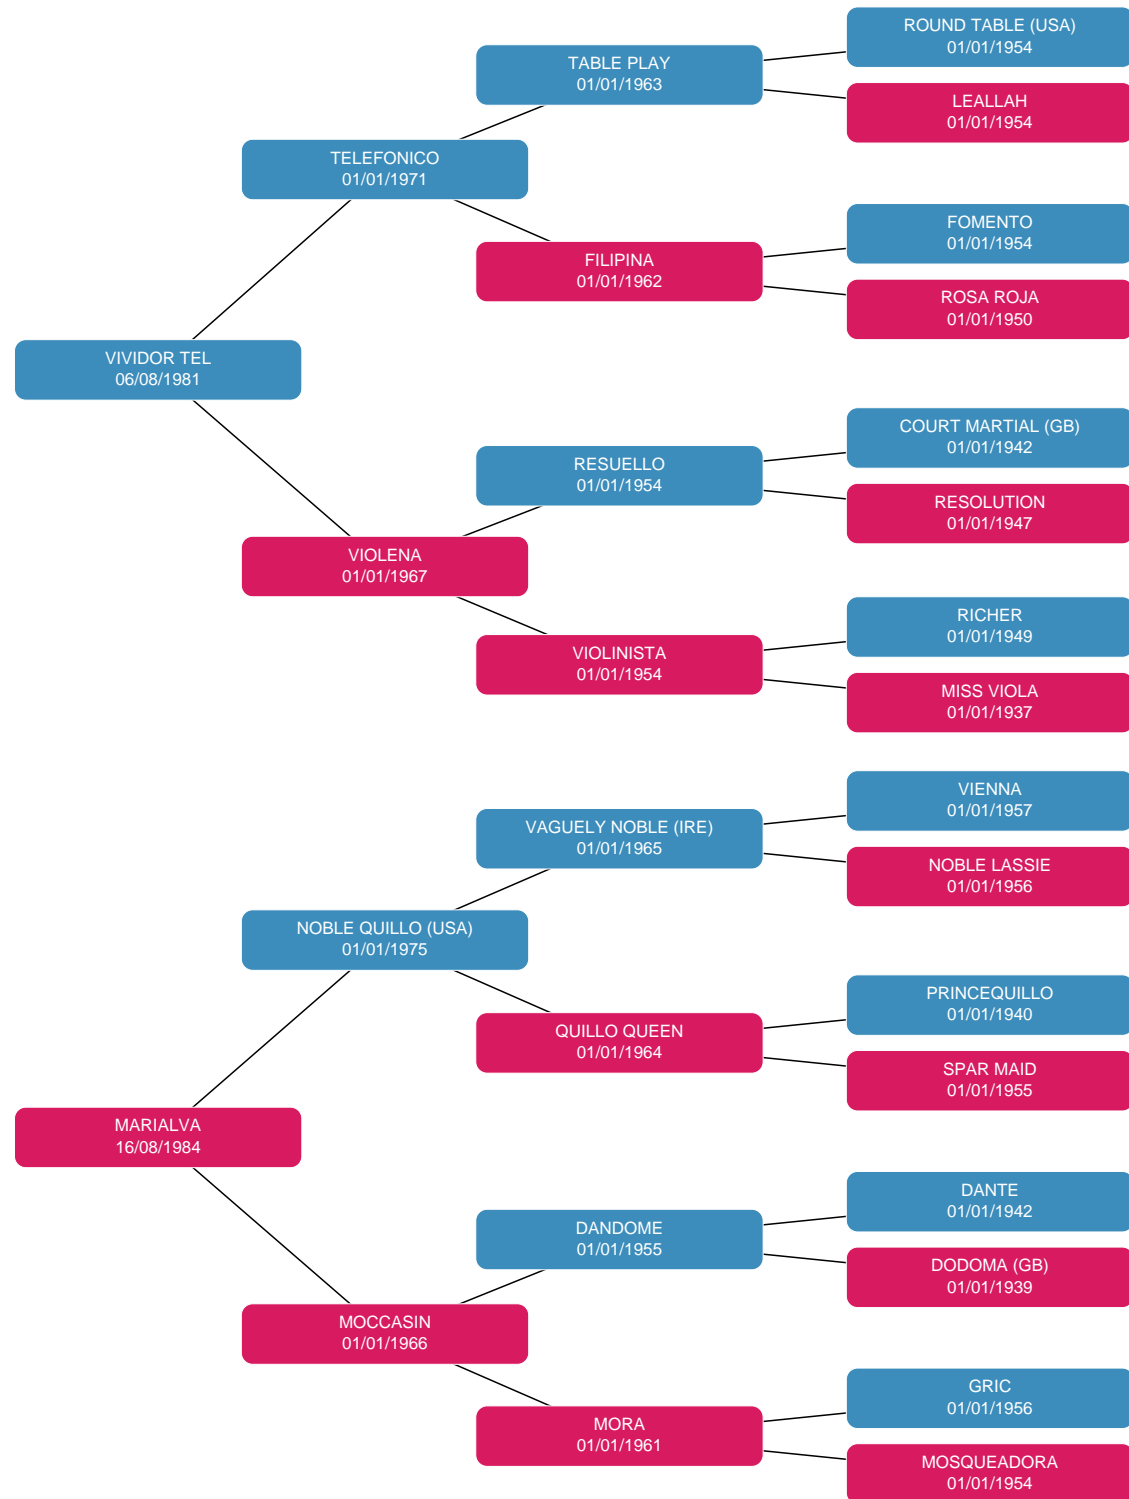 ROUND TABLE (USA)
01/01/1954
TABLE PLAY
01/01/1963
LEALLAH
01/01/1954
TELEFONICO
01/01/1971
FOMENTO
01/01/1954
FILIPINA
01/01/1962
ROSA ROJA
01/01/1950
VIVIDOR TEL
06/08/1981
COURT MARTIAL (GB)
01/01/1942
RESUELLO
01/01/1954
RESOLUTION
01/01/1947
VIOLENA
01/01/1967
RICHER
01/01/1949
VIOLINISTA
01/01/1954
MISS VIOLA
01/01/1937
VIENNA
01/01/1957
VAGUELY NOBLE (IRE)
01/01/1965
NOBLE LASSIE
01/01/1956
NOBLE QUILLO (USA)
01/01/1975
PRINCEQUILLO
01/01/1940
QUILLO QUEEN
01/01/1964
SPAR MAID
01/01/1955
MARIALVA
16/08/1984
DANTE
01/01/1942
DANDOME
01/01/1955
DODOMA (GB)
01/01/1939
MOCCASIN
01/01/1966
GRIC
01/01/1956
MORA
01/01/1961
MOSQUEADORA
01/01/1954